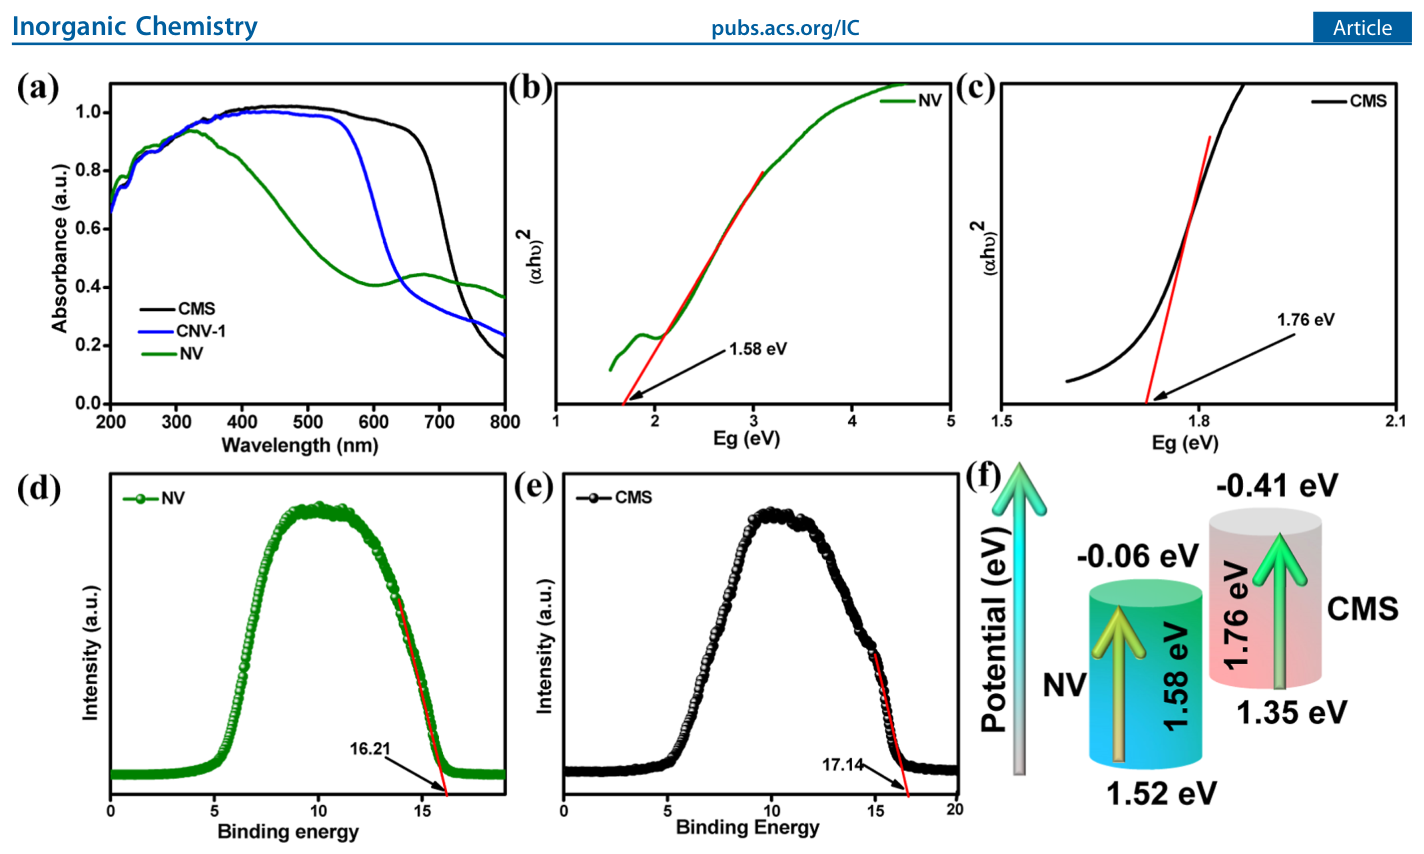 Inorganic Chemistry
pubs.acs.org/IC
Article
(a)
1.0
0.8
0.6
0.4
0.2
0.0
Absorbance (a.u.)
CMS
CNV-1
NV
200 300 400 500 600 700 800
Wavelength (nm)
(b)
NV
(αhυ)2
1.58 eV
1 2 3 4 5
Eg (eV)
(c)
CMS
(αhυ)2
1.76 eV
1.5 1.8 2.1
Eg (eV)
(d)
NV
Intensity (a.u.)
16.21
0 5 10 15
Binding energy
(e)
CMS
Intensity (a.u.)
17.14
0 5 10 15 20
Binding Energy
(f)
Potential (eV)
-0.41 eV
-0.06 eV
1.76 eV
CMS
NV
1.58 eV
1.35 eV
1.52 eV